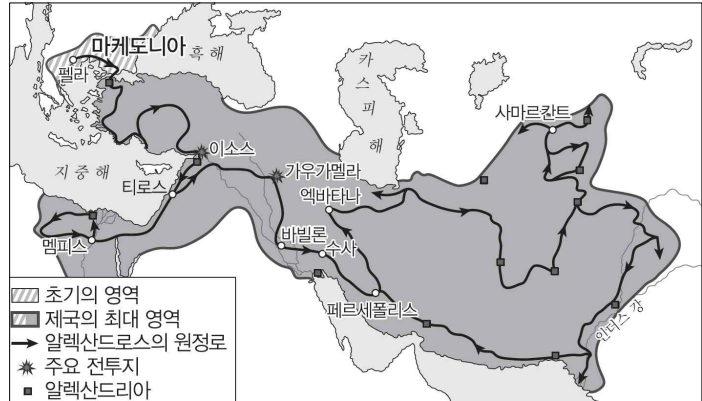 마케도니아
흑 해
카
스
피
해
펠라
사마르칸트
이소스
지 중 해
가우가멜라
티로스
엑바타나
멤피스
바빌론
수사
페르세폴리스
인더스 강
초기의 영역
제국의 최대 영역
알렉산드로스의 원정로
주요 전투지
알렉산드리아